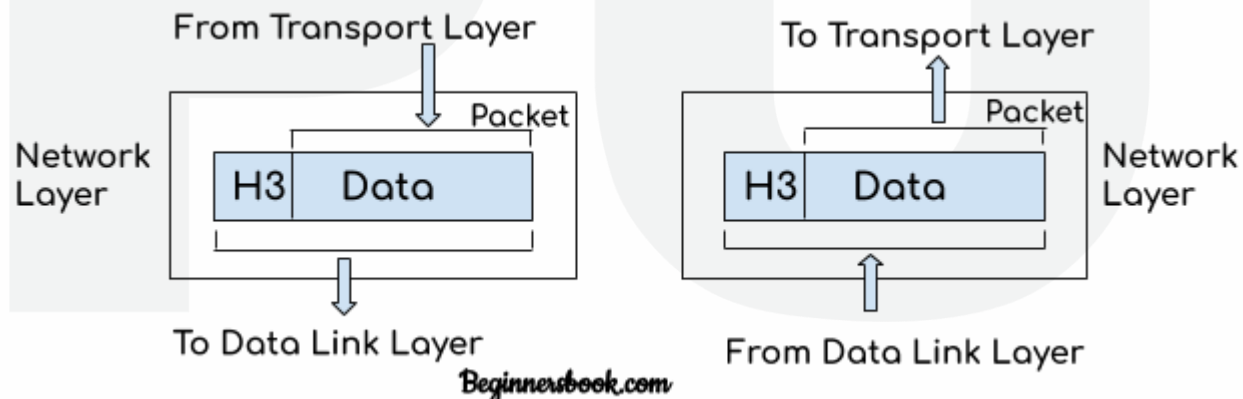 From Transport Layer
Packet
Network
Layer
H3 Data
To Data Link Layer
To Transport Layer
Packet
Network
Layer
H3 Data
From Data Link Layer
Beginnersbook.com